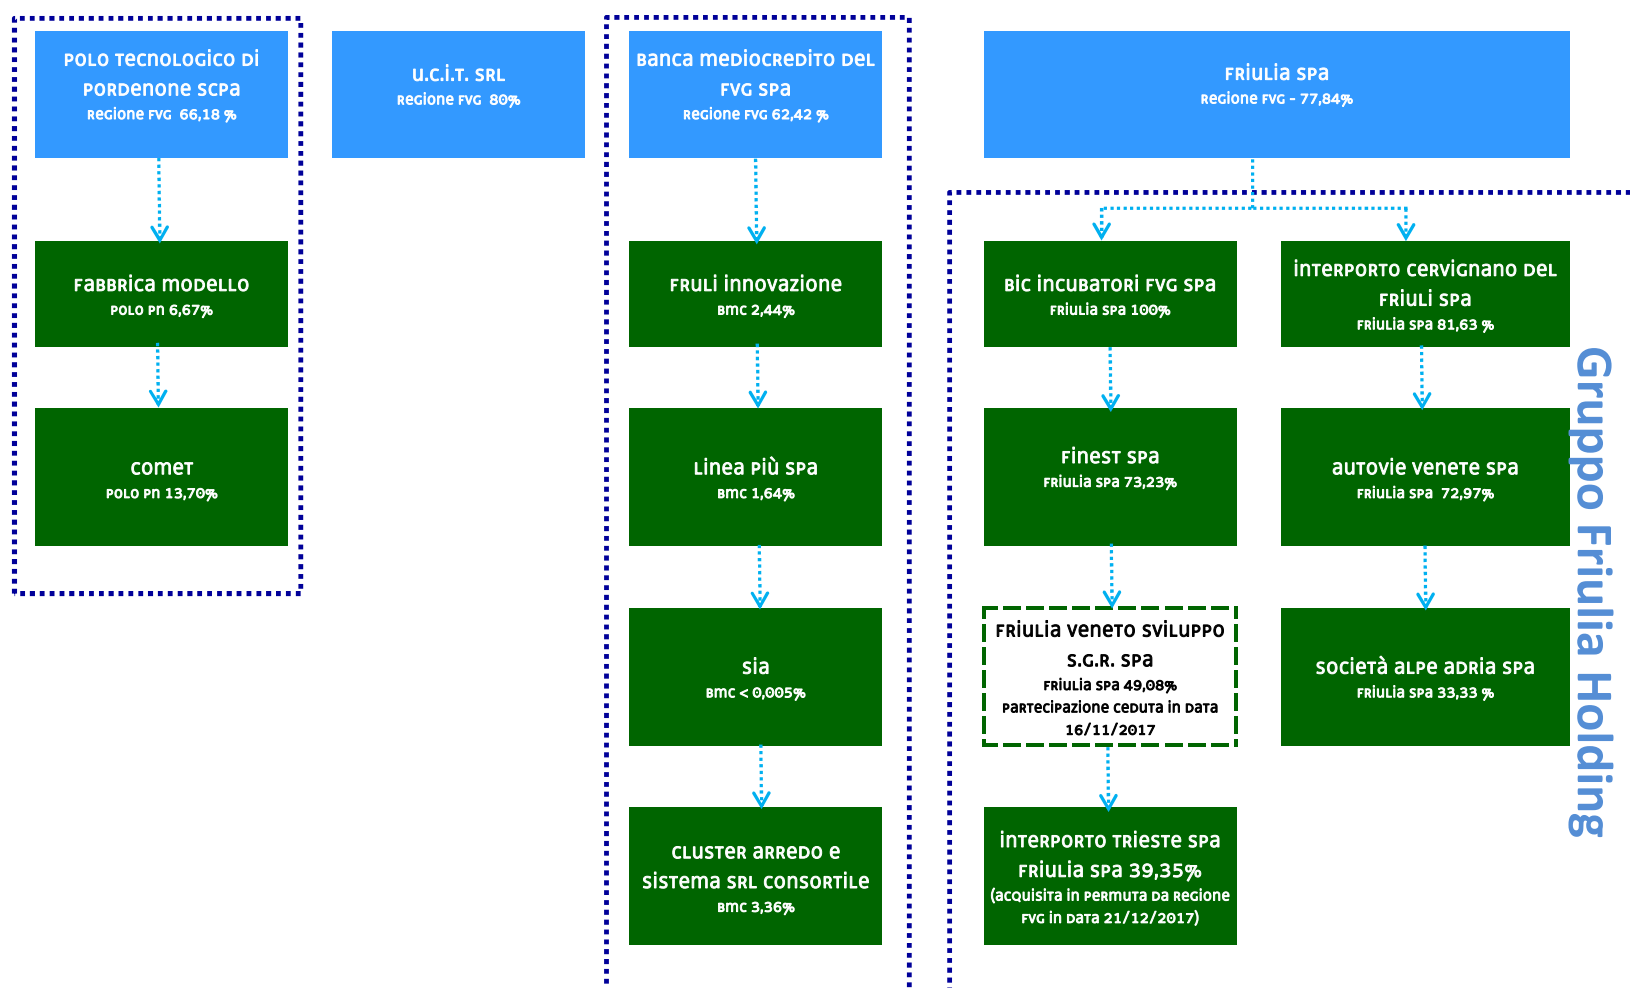 POLO TECNOLOGICO DI
PORDENONE SCPA
REGIONE FVG 66,18 %
FABBRICA MODELLO
POLO PN 6,67%
COMET
POLO PN 13,70%
U.C.I.T. SRL
REGIONE FVG 80%
BANCA MEDIOCREDITO DEL
FVG SPA
REGIONE FVG 62,42 %
FRULI INNOVAZIONE
BMC 2,44%
LINEA PIÙ SPA
BMC 1,64%
SIA
BMC < 0,005%
CLUSTER ARREDO E
SISTEMA SRL CONSORTILE
BMC 3,36%
FRIULIA SPA
REGIONE FVG - 77,84%
BIC INCUBATORI FVG SPA
FRIULIA SPA 100%
FINEST SPA
FRIULIA SPA 73,23%
FRIULIA VENETO SVILUPPO
S.G.R. SPA
FRIULIA SPA 49,08%
PARTECIPAZIONE CEDUTA IN DATA
16/11/2017
INTERPORTO TRIESTE SPA
FRIULIA SPA 39,35%
(ACQUISITA IN PERMUTA DA REGIONE
FVG IN DATA 21/12/2017)
INTERPORTO CERVIGNANO DEL
FRIULI SPA
FRIULIA SPA 81,63 %
AUTOVIE VENETE SPA
FRIULIA SPA 72,97%
SOCIETÀ ALPE ADRIA SPA
FRIULIA SPA 33,33 %
Gruppo Friulia Holding